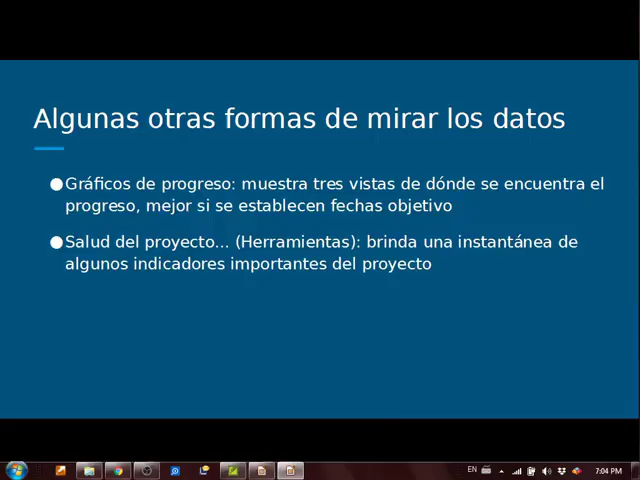 Algunas otras formas de mirar los datos
●Gráficos de progreso: muestra tres vistas de dónde se encuentra el
progreso, mejor si se establecen fechas objetivo
●Salud del proyecto... (Herramientas): brinda una instantánea de
algunos indicadores importantes del proyecto
EN
7:04 PM